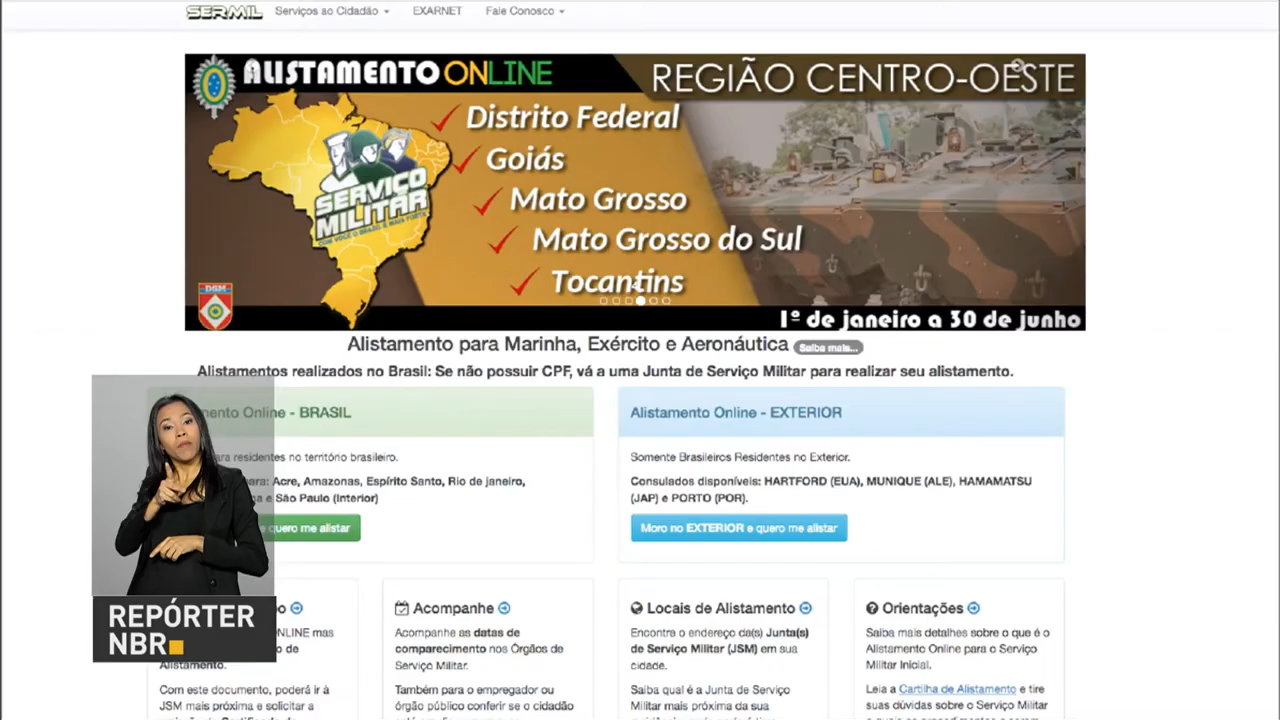 SERMIL Serviços ao Cidadão EXARNET Fale Conosco
ALISTAMENTO ONLINE
REGIÃO CENTRO-OESTE
Distrito Federal
Goiás
Mato Grosso
Mato Grosso do Sul
Tocantins
SERVIÇO
MILITAR
DSM
1º de janeiro a 30 de junho
Alistamento para Marinha, Exército e Aeronáutica Saiba mais...
Alistamentos realizados no Brasil: Se não possuir CPF, vá a uma Junta de Serviço Militar para realizar seu alistamento.
Online - BRASIL
residentes no território brasileiro.
Acre, Amazonas, Espírito Santo, Rio de janeiro,
e São Paulo (Interior)
e quero me alistar
Alistamento Online - EXTERIOR
Somente Brasileiros Residentes no Exterior.
Consulados disponíveis: HARTFORD (EUA), MUNIQUE (ALE), HAMAMATSU
(JAP) e PORTO (POR).
Moro no EXTERIOR e quero me alistar
REPÓRTER
NBR
mas
de
Alistamento.
Com este documento, poderá ir à
JSM mais próxima e solicitar a
Acompanhe
Acompanhe as datas de
comparecimento nos Órgãos de
Serviço Militar.
Também para o empregador ou
órgão público conferir se o cidadão
Locais de Alistamento
Encontre o endereço da(s) Junta(s)
de Serviço Militar (JSM) em sua
cidade.
Saiba qual é a Junta de Serviço
Militar mais próxima da sua
Orientações
Saiba mais detalhes sobre o que é o
Alistamento Online para o Serviço
Militar Inicial.
Leia a Cartilha de Alistamento e tire
suas dúvidas sobre o Serviço Militar